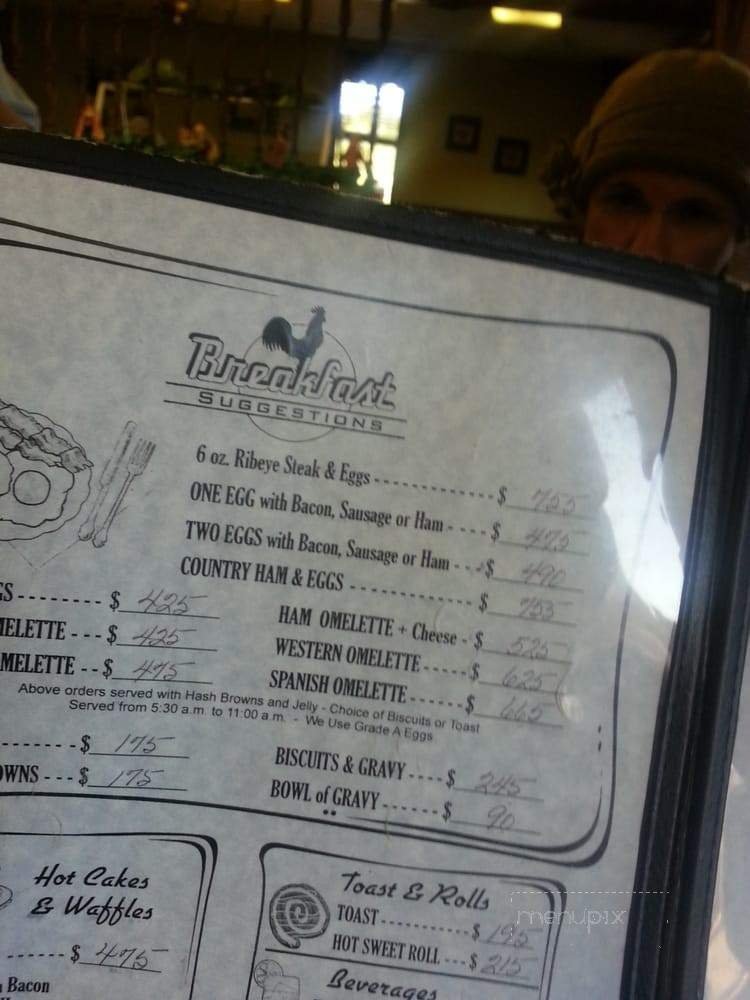 Breakfast
SUGGESTIONS
6 oz. Ribeye Steak & Eggs - - - - - - - - - - - - $ 755
ONE EGG with Bacon, Sausage or Ham - - - - $ 475
TWO EGGS with Bacon, Sausage or Ham - - $ 490
COUNTRY HAM & EGGS - - - - - - - - - - - - $ 755
GS - - - - - - - - $ 425
MELETTE - - - $ 425
MELETTE - - $ 475
HAM OMELETTE + Cheese - $ 525
WESTERN OMELETTE - - - - - $ 625
SPANISH OMELETTE - - - - - - $ 665
Above orders served with Hash Browns and Jelly - Choice of Biscuits or Toast
Served from 5:30 a.m. to 11:00 a.m. - We Use Grade A Eggs
- - - - - - $ 175
OWNS - - - $ 175
BISCUITS & GRAVY - - - - $ 245
BOWL of GRAVY - - - - - - $ 90
Hot Cakes
& Waffles
- - - - - - $ 475
Bacon
Toast & Rolls
TOAST - - - - - - - - - - - $ 195
HOT SWEET ROLL - - - $ 215
Beverages
menupix